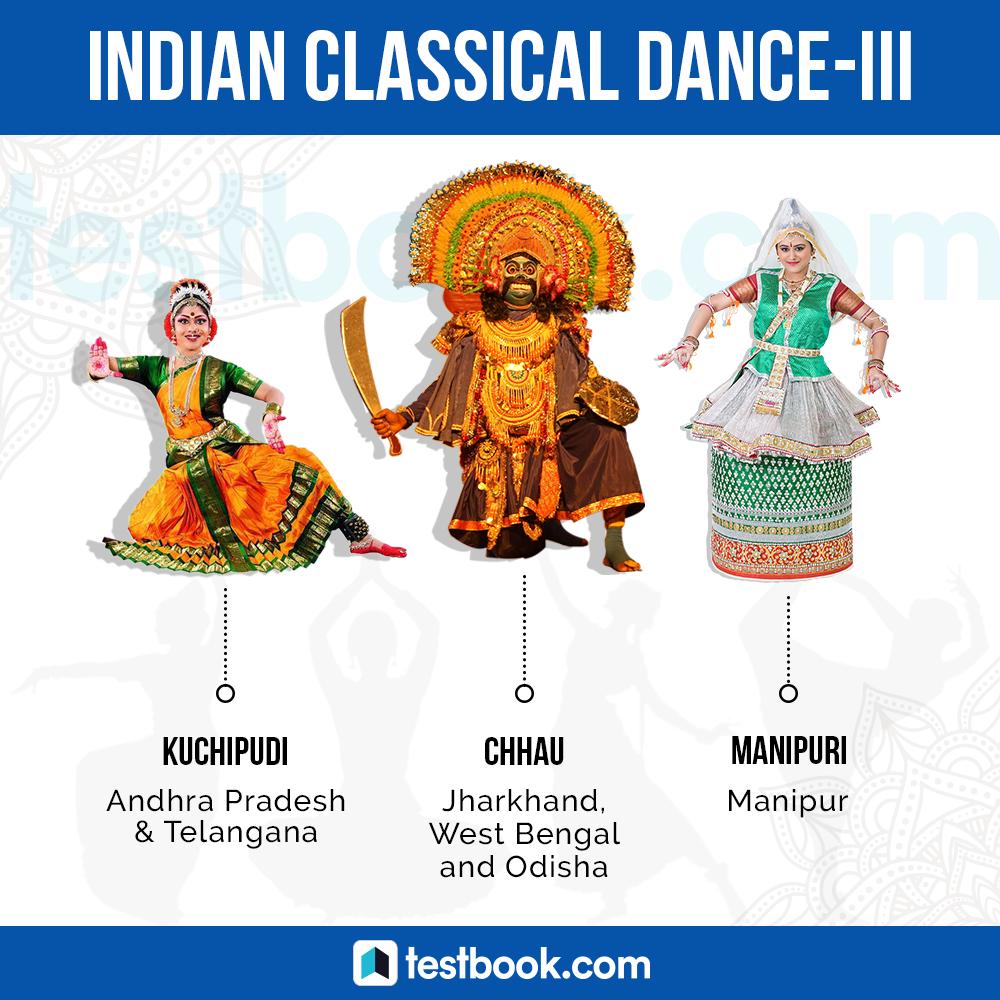 INDIAN CLASSICAL DANCE-III
testbook.com
KUCHIPUDI
Andhra Pradesh
& Telangana
CHHAU
Jharkhand,
West Bengal
and Odisha
MANIPURI
Manipur
testbook.com